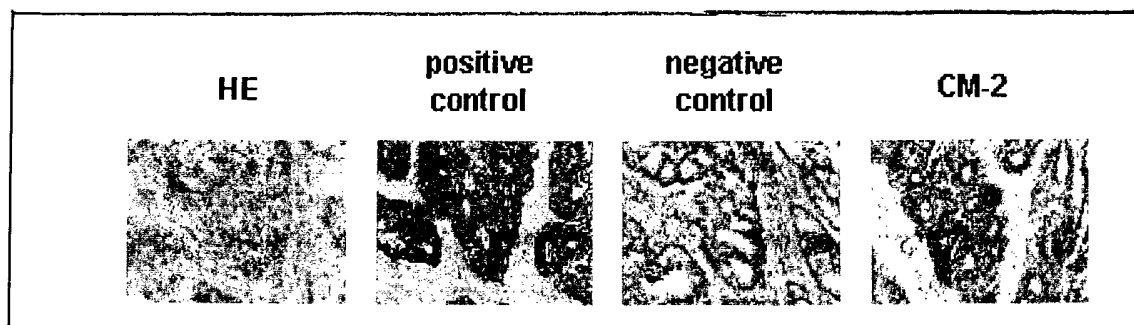 HE
positive
control
negative
control
CM-2